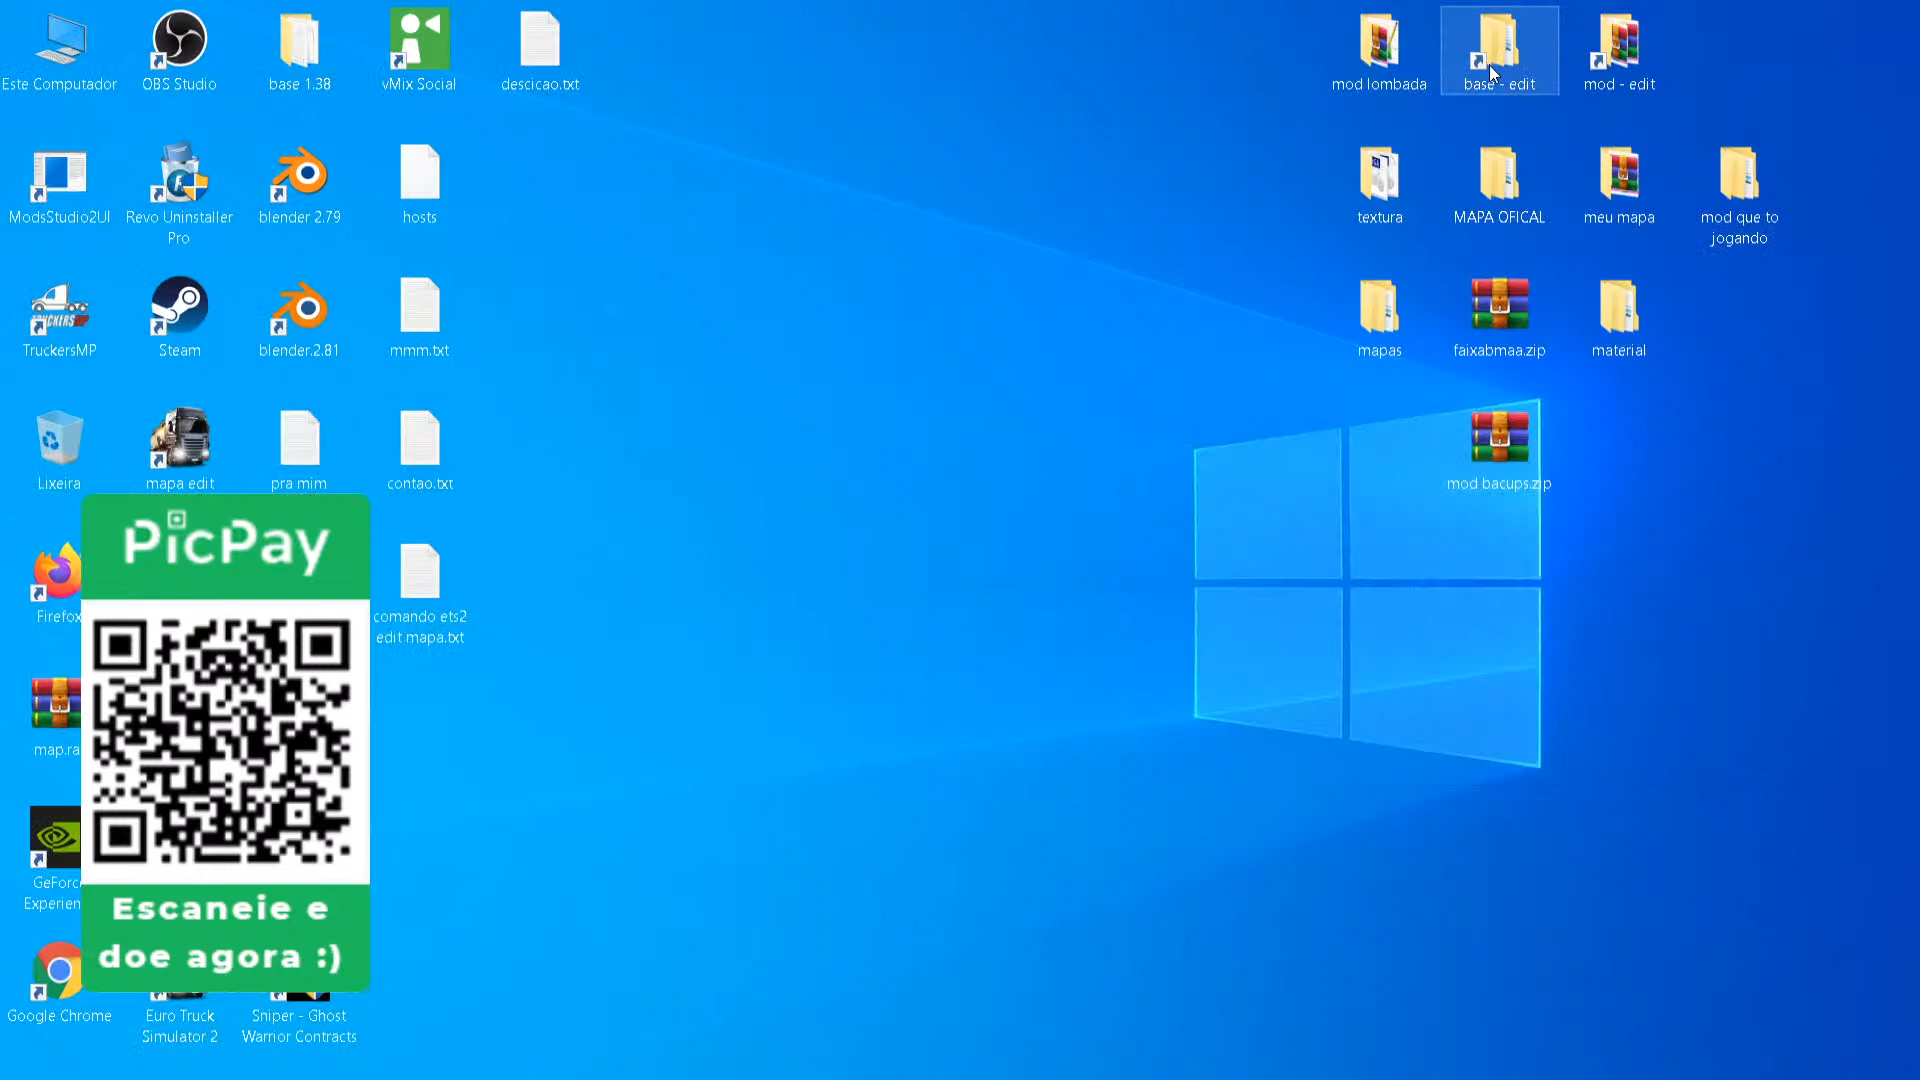 Este Computador
OBS Studio
base 1.38
vMix Social
descicao.txt
mod lombada
base - edit
mod - edit
ModsStudio2UI
Revo Uninstaller
Pro
blender 2.79
hosts
textura
MAPA OFICAL
meu mapa
mod que to
jogando
TruckersMP
Steam
blender.2.81
mmm.txt
mapas
faixabmaa.zip
material
Lixeira
mapa edit
pra mim
contao.txt
mod bacups.zip
PicPay
Firefox
comando ets2
edit mapa.txt
map.ra
GeForc
Experien
Escaneie e
doe agora :)
Google Chrome
Euro Truck
Simulator 2
Sniper - Ghost
Warrior Contracts